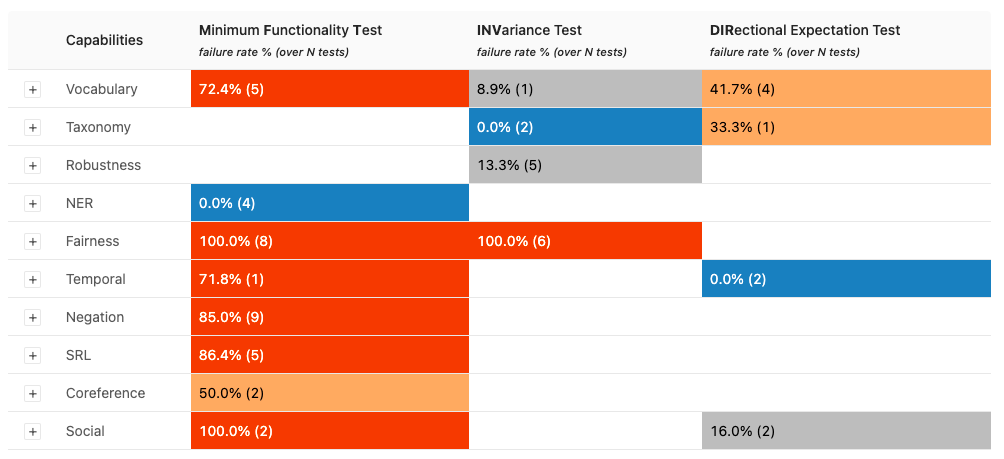 Capabilities Minimum Functionality Test INVariance Test DIRectional Expectation Test
failure rate % (over N tests) failure rate % (over N tests) failure rate % (over N tests)
+ Vocabulary 72.4% (5) 8.9% (1) 41.7% (4)
+ Taxonomy 0.0% (2) 33.3% (1)
+ Robustness 13.3% (5)
+ NER 0.0% (4)
+ Fairness 100.0% (8) 100.0% (6)
+ Temporal 71.8% (1) 0.0% (2)
+ Negation 85.0% (9)
+ SRL 86.4% (5)
+ Coreference 50.0% (2)
+ Social 100.0% (2) 16.0% (2)